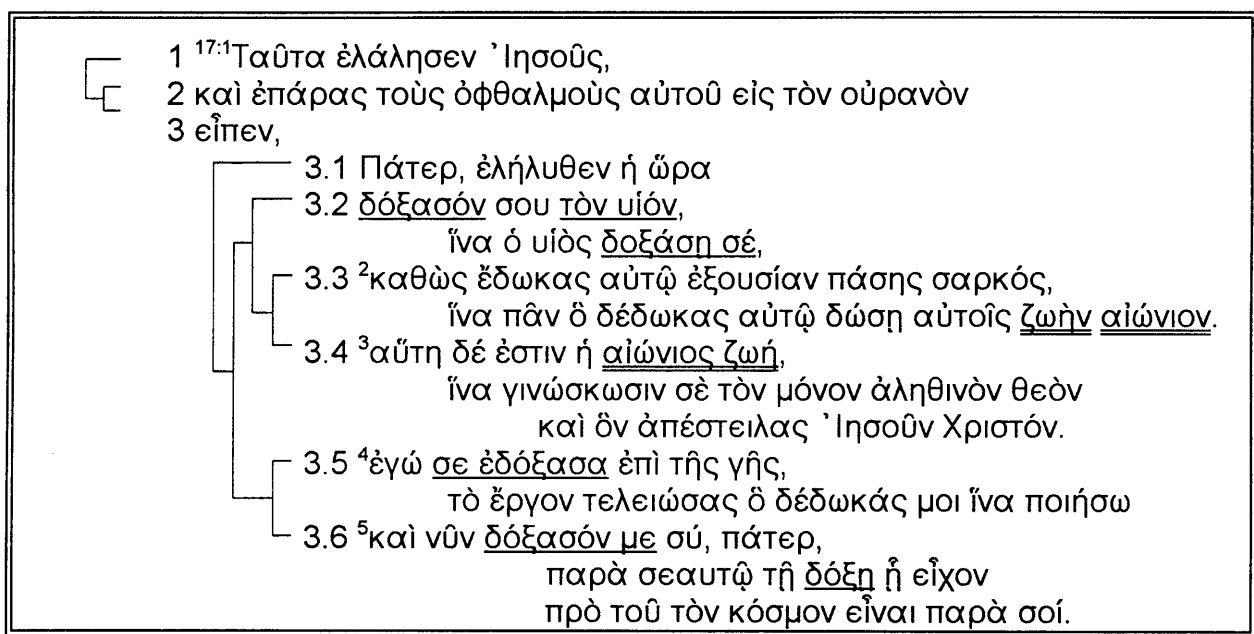 1 17:1Ταῦτα ἐλάλησεν Ἰησοῦς,
2 καὶ ἐπάρας τοὺς ὀφθαλμοὺς αὐτοῦ εἰς τὸν οὐρανὸν
3 εἶπεν,
3.1 Πάτερ, ἐλήλυθεν ἡ ὥρα
3.2 δόξασόν σου τὸν υἱόν,
ἵνα ὁ υἱὸς δοξάσῃ σέ,
3.3 2καθὼς ἔδωκας αὐτῷ ἐξουσίαν πάσης σαρκός,
ἵνα πᾶν ὃ δέδωκας αὐτῷ δώσῃ αὐτοῖς ζωὴν αἰώνιον.
3.4 3αὕτη δέ ἐστιν ἡ αἰώνιος ζωή,
ἵνα γινώσκωσιν σὲ τὸν μόνον ἀληθινὸν θεὸν
καὶ ὃν ἀπέστειλας Ἰησοῦν Χριστόν.
3.5 4ἐγώ σε ἐδόξασα ἐπὶ τῆς γῆς,
τὸ ἔργον τελειώσας ὃ δέδωκάς μοι ἵνα ποιήσω
3.6 5καὶ νῦν δόξασόν με σύ, πάτερ,
παρὰ σεαυτῷ τῇ δόξῃ ᾗ εἶχον
πρὸ τοῦ τὸν κόσμον εἶναι παρὰ σοί.